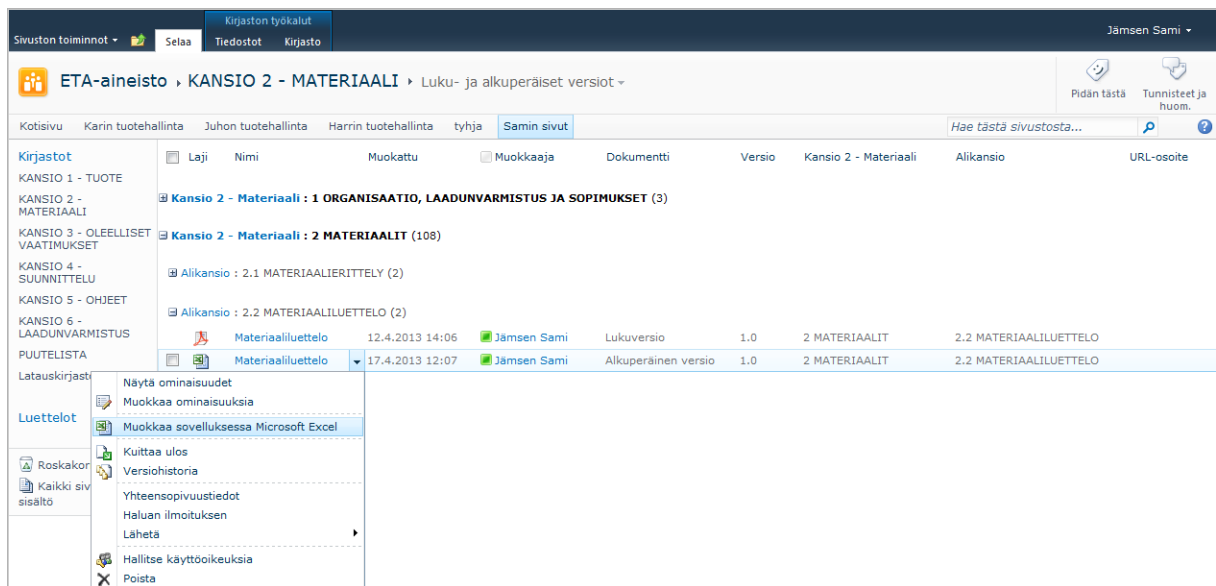 Kirjaston työkalut
Sivuston toiminnot Selaa Tiedostot Kirjasto Jämsen Sami
ETA-aineisto KANSIO 2 - MATERIAALI Luku- ja alkuperäiset versiot
Pidän tästä Tunnisteet ja huom.
Kotisivu Karin tuotehallinta Juhon tuotehallinta Harrin tuotehallinta tyhja Samin sivut Hae tästä sivustosta...
Kirjastot
KANSIO 1 - TUOTE
KANSIO 2 -
MATERIAALI
KANSIO 3 - OLEELLISET
VAATIMUKSET
KANSIO 4 -
SUUNNITTELU
KANSIO 5 - OHJEET
KANSIO 6 -
LAADUNVARMISTUS
PUUTELISTA
Latauskirjast
Luettelot
Roskakor
Kaikki siv
sisältö
Laji Nimi Muokattu Muokkaaja Dokumentti Versio Kansio 2 - Materiaali Alikansio URL-osoite
Kansio 2 - Materiaali : 1 ORGANISAATIO, LAADUNVARMISTUS JA SOPIMUKSET (3)
Kansio 2 - Materiaali : 2 MATERIAALIT (108)
Alikansio : 2.1 MATERIAALIERITTELY (2)
Alikansio : 2.2 MATERIAALILUETTELO (2)
Materiaaliluettelo 12.4.2013 14:06 Jämsen Sami Lukuversio 1.0 2 MATERIAALIT 2.2 MATERIAALILUETTELO
Materiaaliluettelo 17.4.2013 12:07 Jämsen Sami Alkuperäinen versio 1.0 2 MATERIAALIT 2.2 MATERIAALILUETTELO
Näytä ominaisuudet
Muokkaa ominaisuuksia
Muokkaa sovelluksessa Microsoft Excel
Kuittaa ulos
Versiohistoria
Yhteensopivuustiedot
Haluan ilmoituksen
Lähetä
Hallitse käyttöoikeuksia
Poista